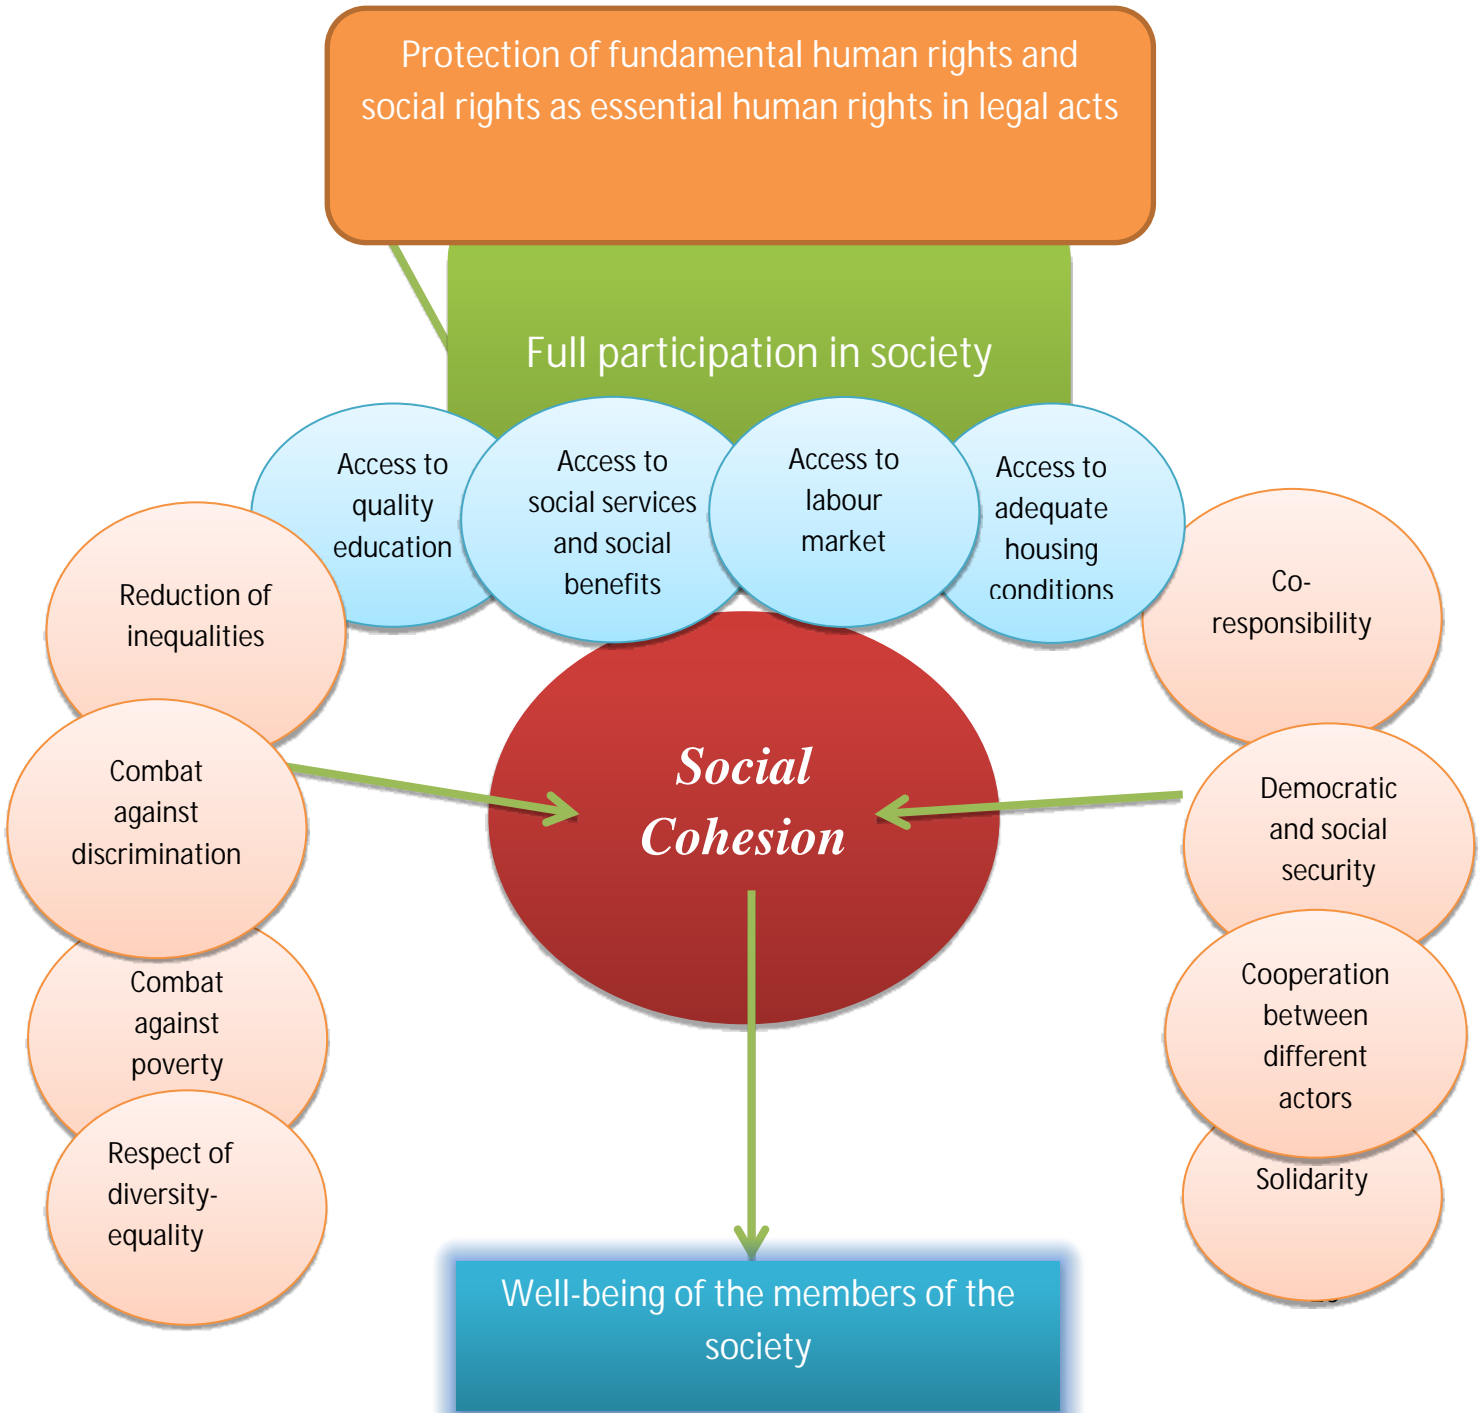 Protection of fundamental human rights and
social rights as essential human rights in legal acts
Full participation in society
Access to
quality
education
Access to
social services
and social
benefits
Access to
labour
market
Access to
adequate
housing
conditions
Reduction of
inequalities
Combat
against
discrimination
Combat
against
poverty
Respect of
diversity-
equality
Social
Cohesion
Co-
responsibility
Democratic
and social
security
Cooperation
between
different
actors
Solidarity
Well-being of the members of the
society